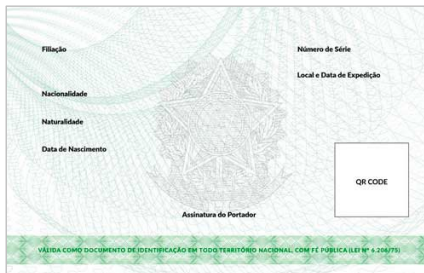 Filiação
Número de Série
Local e Data de Expedição
Nacionalidade
Naturalidade
Data de Nascimento
QR CODE
Assinatura do Portador
VÁLIDA COMO DOCUMENTO DE IDENTIFICAÇÃO EM TODO TERRITÓRIO NACIONAL, COM FÉ PÚBLICA (LEI Nº 6.206/75)